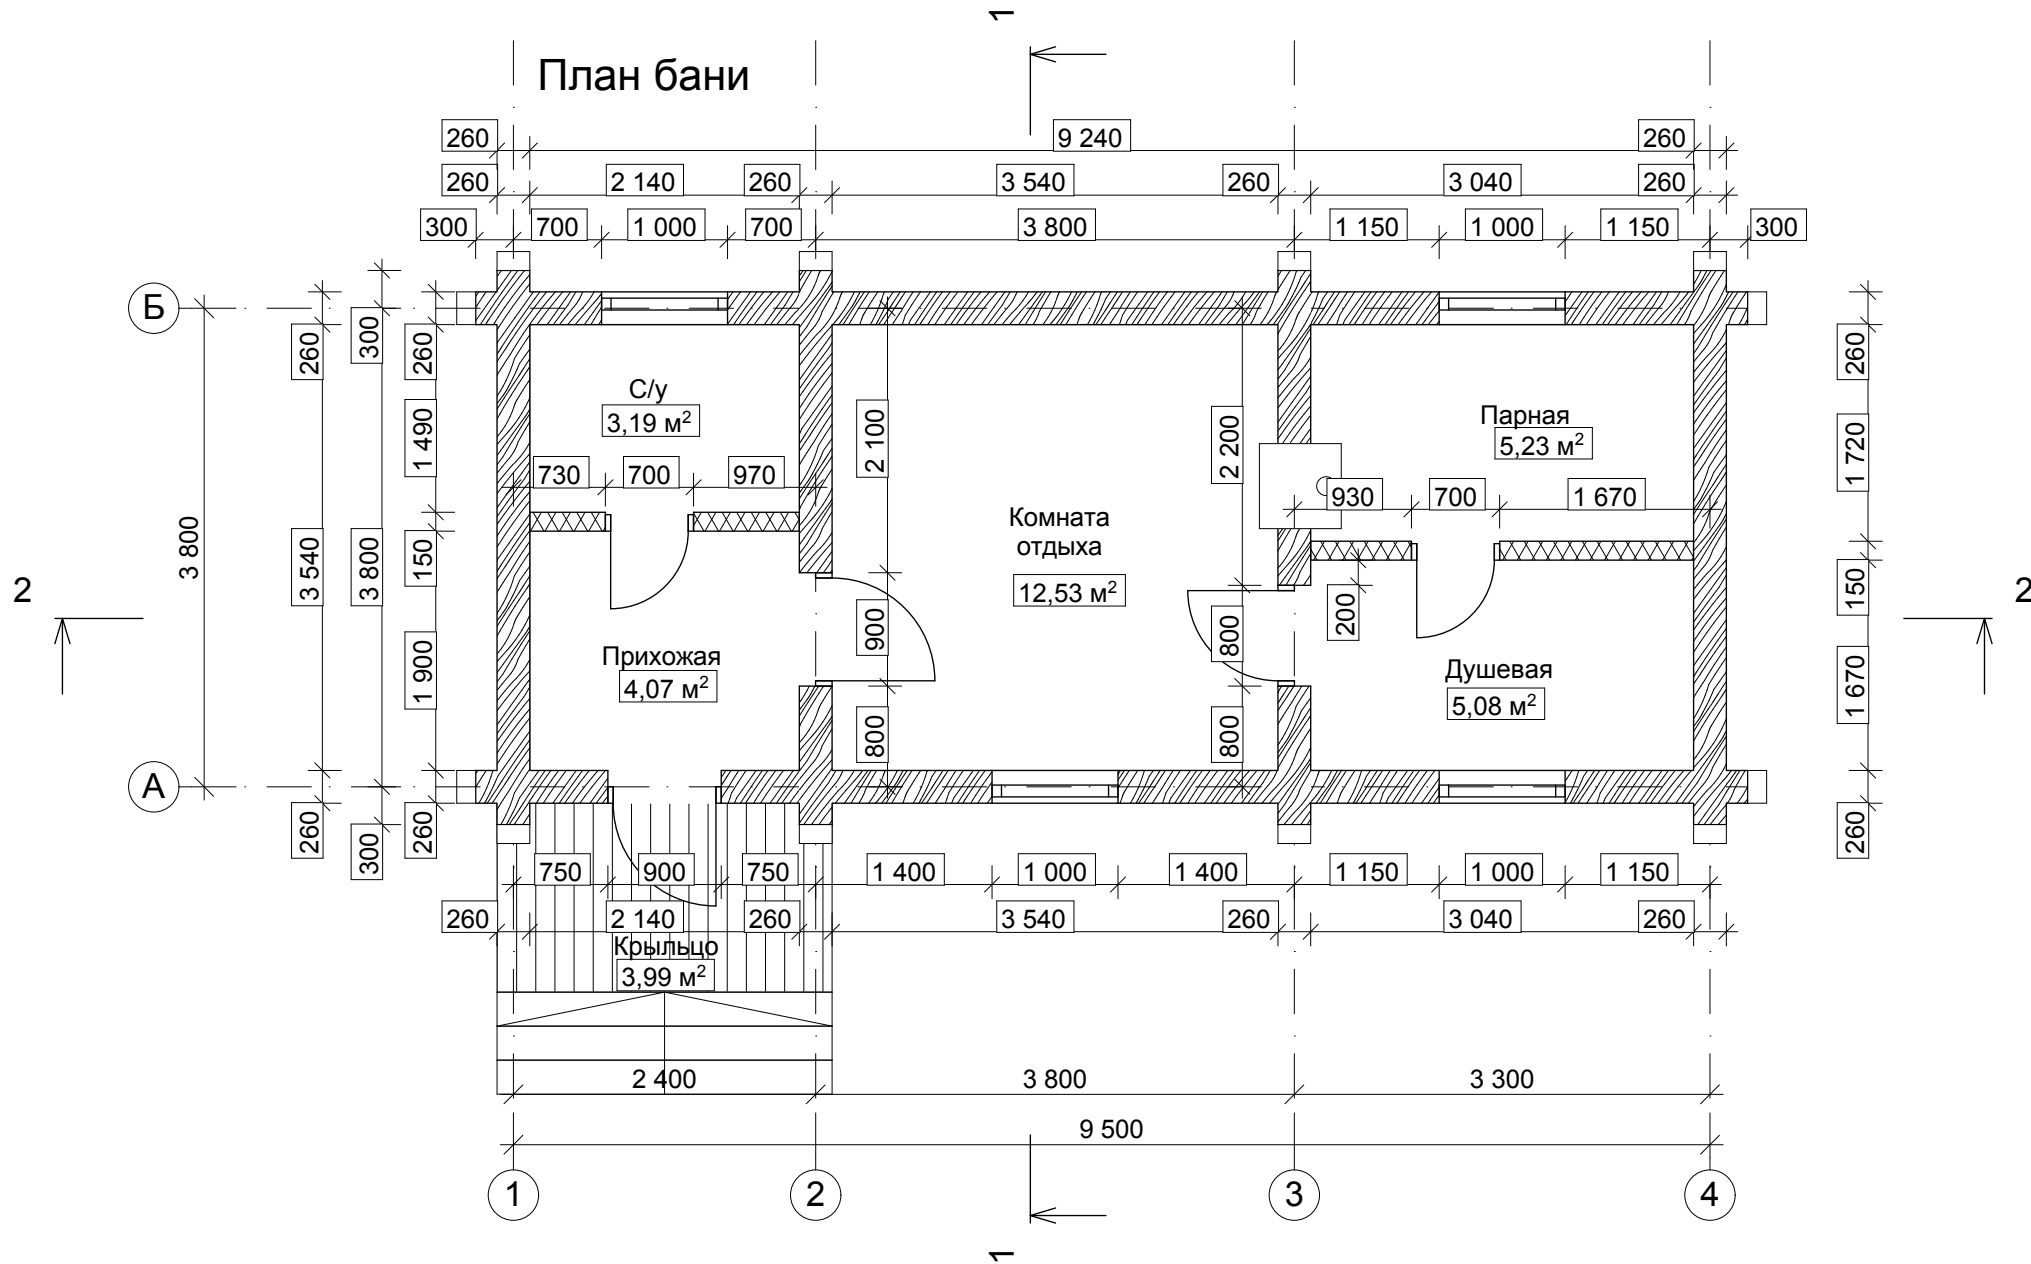 1
План бани
260 9 240 260
260 2 140 260 3 540 260 3 040 260
300 700 1 000 700 3 800 1 150 1 000 1 150 300
Б
260 300 260 260
С/у
3,19 м²
1 490 2 100 2 200 1 720
Парная
5,23 м²
730 700 970
930 700 1 670
Комната
отдыха
12,53 м²
3 800 3 540 3 800 150 150
2 2
200
900 800
Прихожая
4,07 м²
1 900 1 670
Душевая
5,08 м²
800 800
А
260 300 260 260
750 900 750 1 400 1 000 1 400 1 150 1 000 1 150
260 2 140 260 3 540 260 3 040 260
Крыльцо
3,99 м²
2 400 3 800 3 300
9 500
1 2 3 4
1